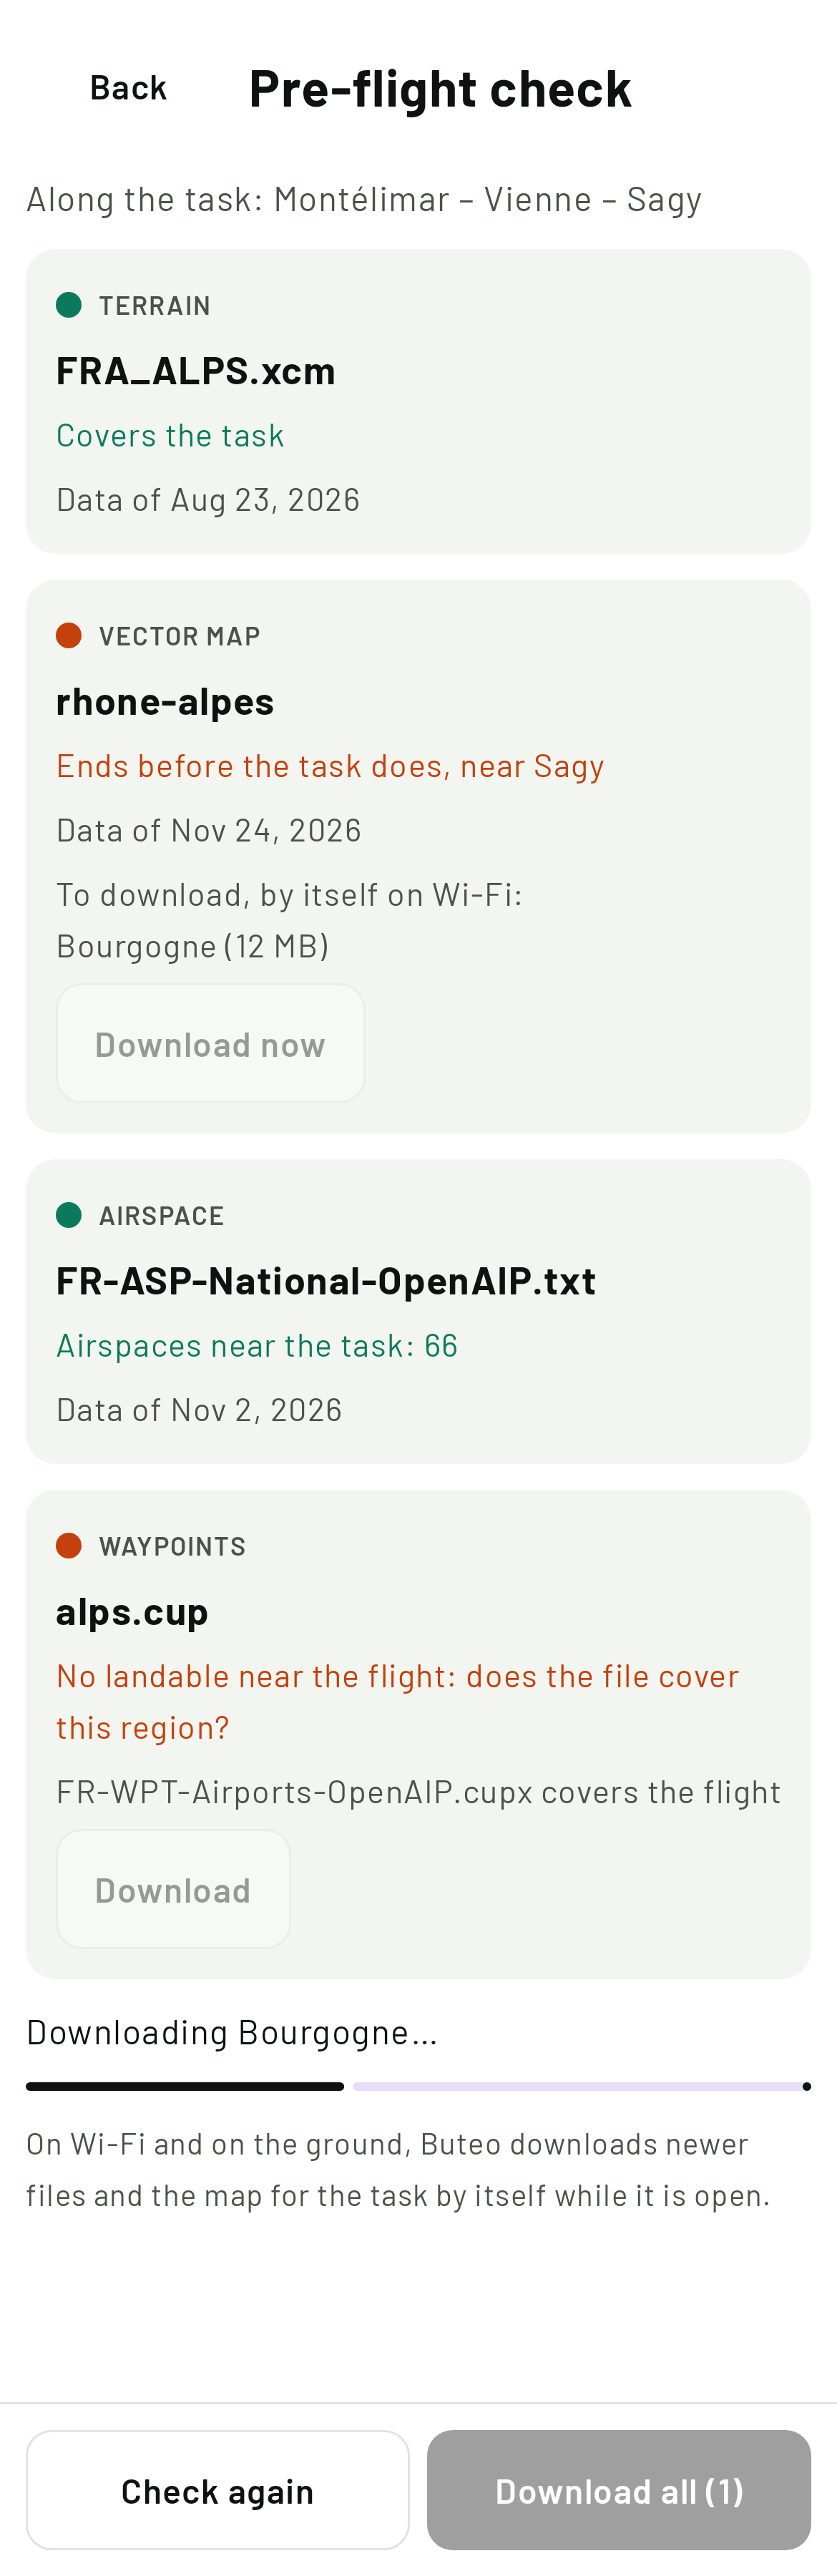 Back
Pre-flight check
Along the task: Montélimar – Vienne – Sagy
TERRAIN
FRA_ALPS.xcm
Covers the task
Data of Aug 23, 2026
VECTOR MAP
rhone-alpes
Ends before the task does, near Sagy
Data of Nov 24, 2026
To download, by itself on Wi-Fi:
Bourgogne (12 MB)
Download now
AIRSPACE
FR-ASP-National-OpenAIP.txt
Airspaces near the task: 66
Data of Nov 2, 2026
WAYPOINTS
alps.cup
No landable near the flight: does the file cover
this region?
FR-WPT-Airports-OpenAIP.cupx covers the flight
Download
Downloading Bourgogne…
On Wi-Fi and on the ground, Buteo downloads newer
files and the map for the task by itself while it is open.
Check again
Download all (1)